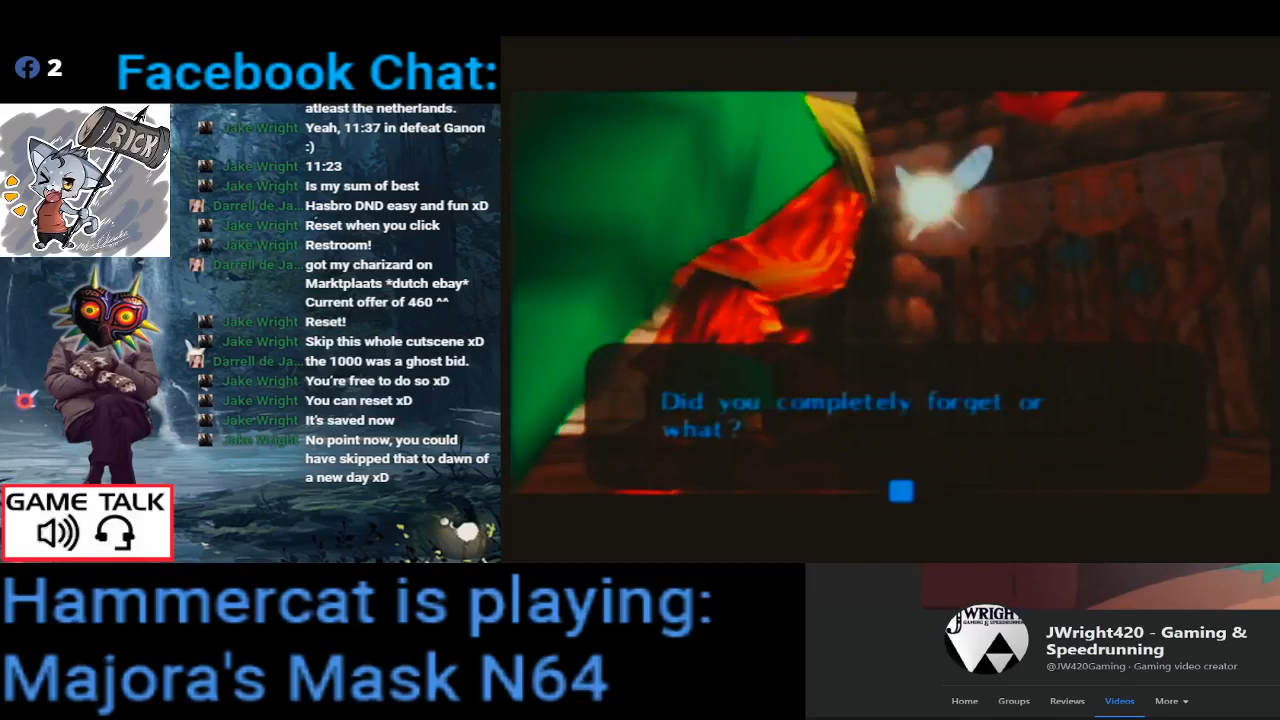 2
Facebook Chat:
BICK
atleast the netherlands.
Jake Wright Yeah, 11:37 in defeat Ganon
:)
Jake Wright 11:23
Jake Wright Is my sum of best
Darrell de Ja... Hasbro DND easy and fun xD
Jake Wright Reset when you click
Jake Wright Restroom!
Darrell de Ja... got my charizard on
Marktplaats *dutch ebay*
Current offer of 460 ^^
Jake Wright Reset!
Jake Wright Skip this whole cutscene xD
Darrell de Ja... the 1000 was a ghost bid.
Jake Wright You're free to do so xD
Jake Wright You can reset xD
Jake Wright It's saved now
Jake Wright No point now, you could
have skipped that to dawn of
a new day xD
Did you completely forget or
what?
GAME TALK
Hammercat is playing:
Majora's Mask N64
JWRIGHT
GAMING & SPEEDRUNNING
JWright420 - Gaming &
Speedrunning
@JW420Gaming · Gaming video creator
Home Groups Reviews Videos More